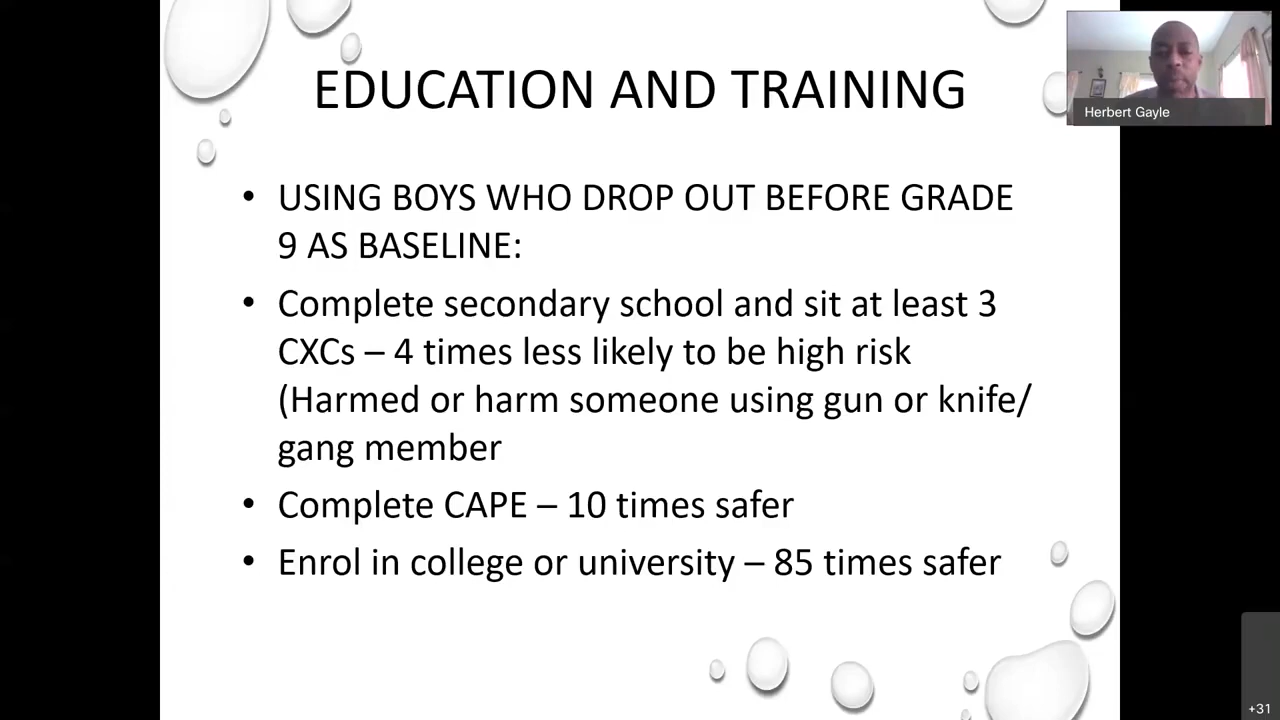 EDUCATION AND TRAINING
Herbert Gayle
• USING BOYS WHO DROP OUT BEFORE GRADE
9 AS BASELINE:
• Complete secondary school and sit at least 3
CXCs – 4 times less likely to be high risk
(Harmed or harm someone using gun or knife/
gang member
• Complete CAPE – 10 times safer
• Enrol in college or university – 85 times safer
+31